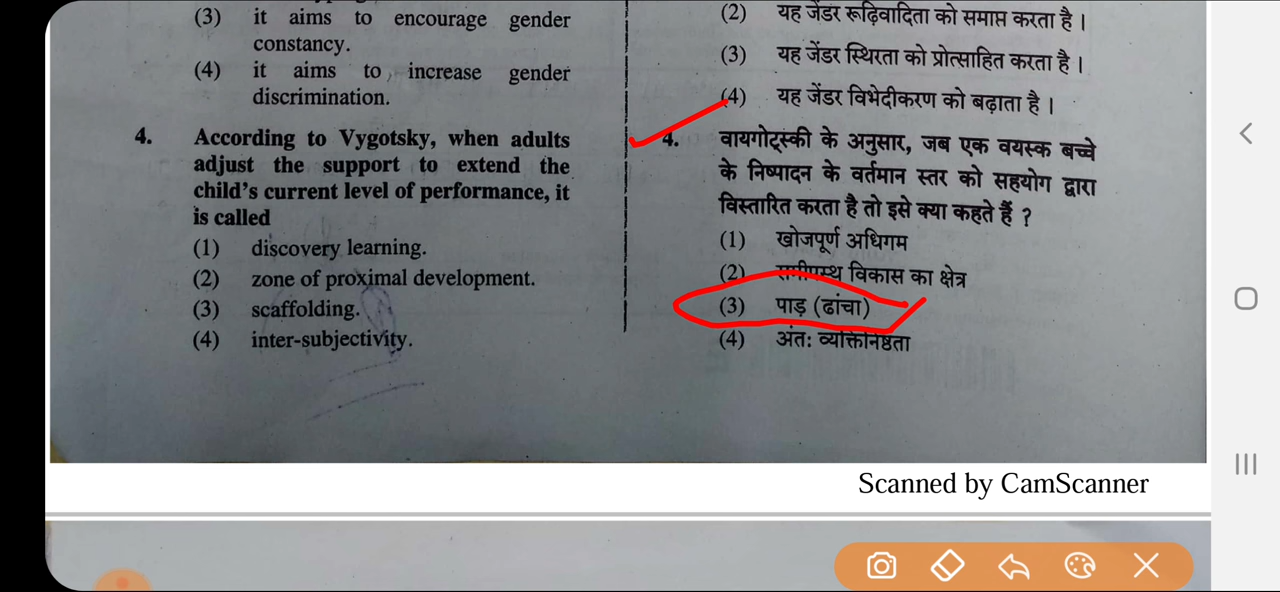 (3) it aims to encourage gender
constancy.
(4) it aims to increase gender
discrimination.
4. According to Vygotsky, when adults
adjust the support to extend the
child's current level of performance, it
is called
(1) discovery learning.
(2) zone of proximal development.
(3) scaffolding.
(4) inter-subjectivity.
(2) यह जेंडर रूढ़िवादिता को समाप्त करता है ।
(3) यह जेंडर स्थिरता को प्रोत्साहित करता है ।
(4) यह जेंडर विभेदीकरण को बढ़ाता है ।
4. वायगोट्स्की के अनुसार, जब एक वयस्क बच्चे
के निष्पादन के वर्तमान स्तर को सहयोग द्वारा
विस्तारित करता है तो इसे क्या कहते हैं ?
(1) खोजपूर्ण अधिगम
(2) समीपस्थ विकास का क्षेत्र
(3) पाड़ (ढांचा)
(4) अंतः व्यक्तिनिष्ठता
Scanned by CamScanner